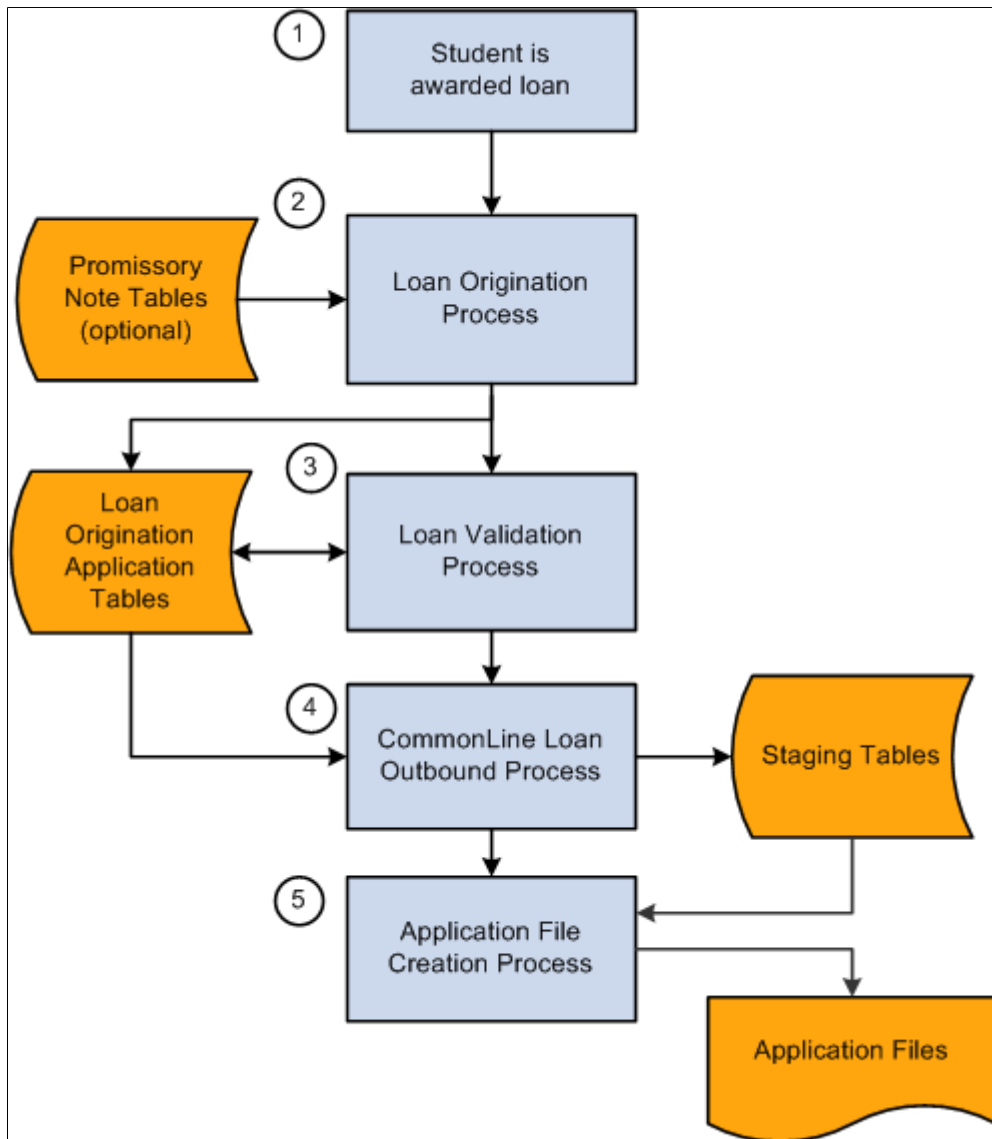 1
Student is
awarded loan
2
Promissory
Note Tables
(optional)
Loan Origination
Process
3
Loan
Origination
Application
Tables
Loan Validation
Process
4
CommonLine Loan
Outbound Process
Staging Tables
5
Application File
Creation Process
Application Files